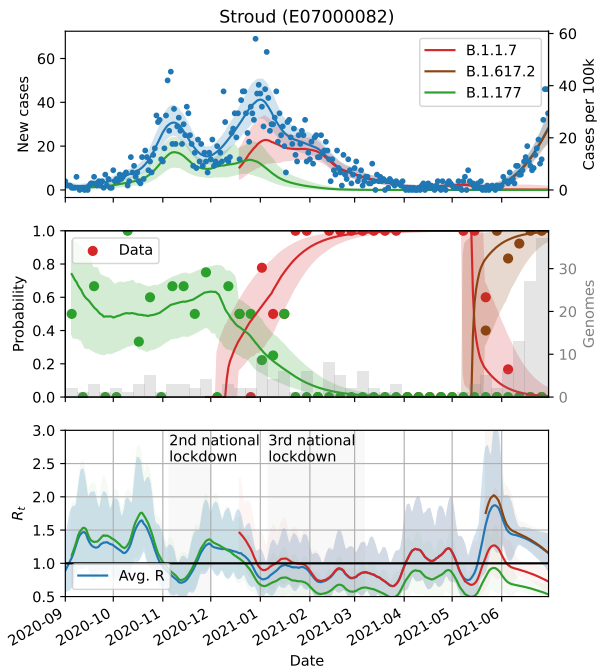 Stroud (E07000082)
New cases
60
40
20
0
B.1.1.7
B.1.617.2
B.1.177
60
40
20
0
Cases per 100k
Probability
1.0
0.8
0.6
0.4
0.2
0.0
Data
30
20
10
0
Genomes
R_t
3.0
2.5
2.0
1.5
1.0
0.5
2nd national
lockdown
3rd national
lockdown
Avg. R
2020-09
2020-10
2020-11
2020-12
2021-01
2021-02
2021-03
2021-04
2021-05
2021-06
Date